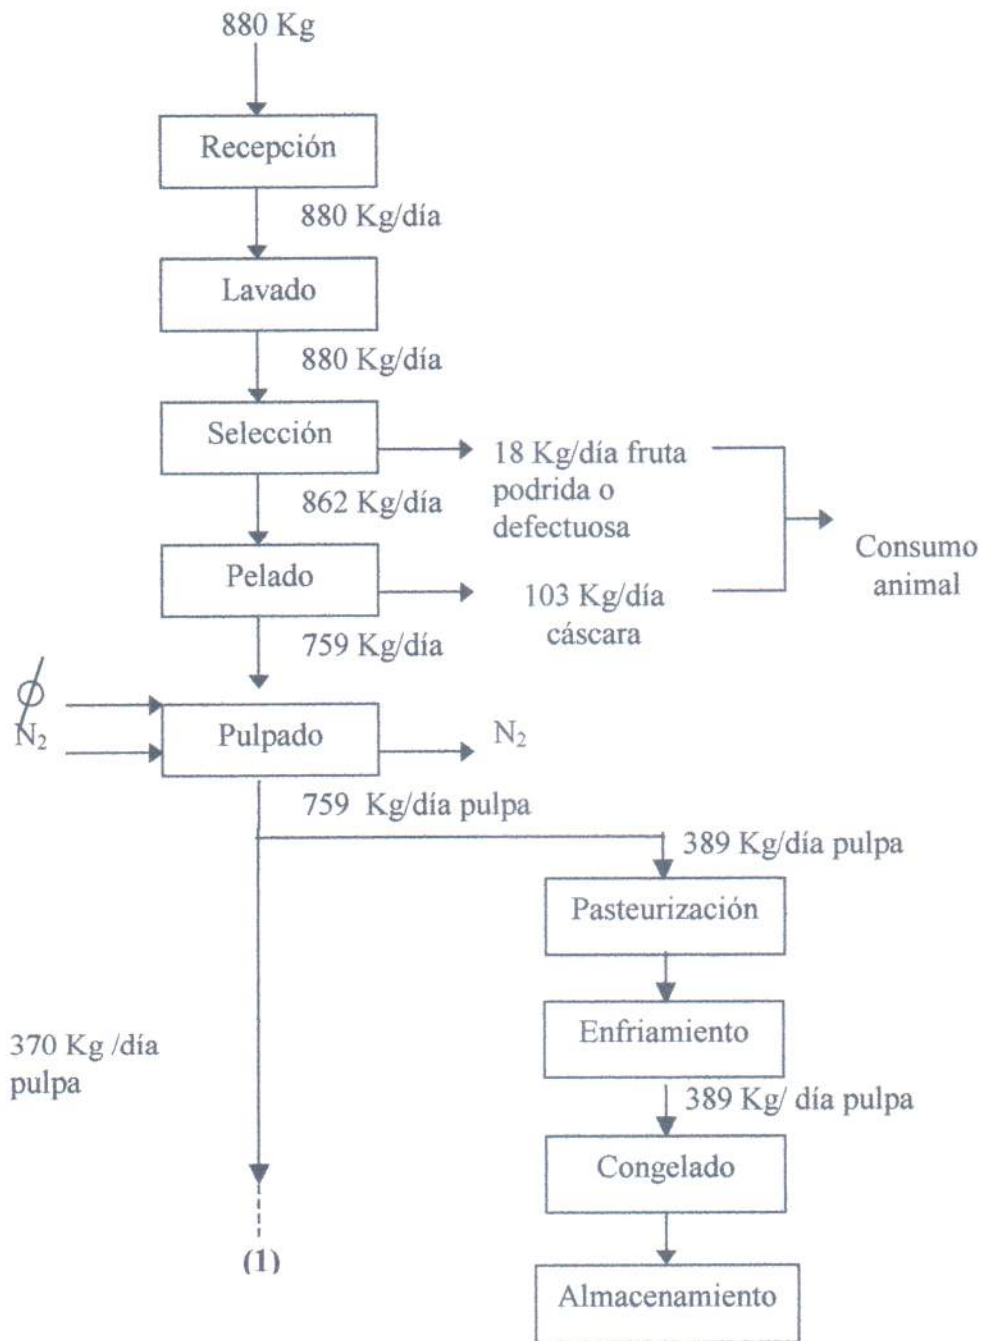 880 Kg
Recepción
880 Kg/día
Lavado
880 Kg/día
Selección
18 Kg/día fruta
podrida o
defectuosa
862 Kg/día
Consumo
animal
Pelado
103 Kg/día
cáscara
759 Kg/día
N₂
Pulpado
N₂
759 Kg/día pulpa
389 Kg/día pulpa
Pasteurización
Enfriamiento
370 Kg /día
pulpa
389 Kg/ día pulpa
Congelado
(1)
Almacenamiento